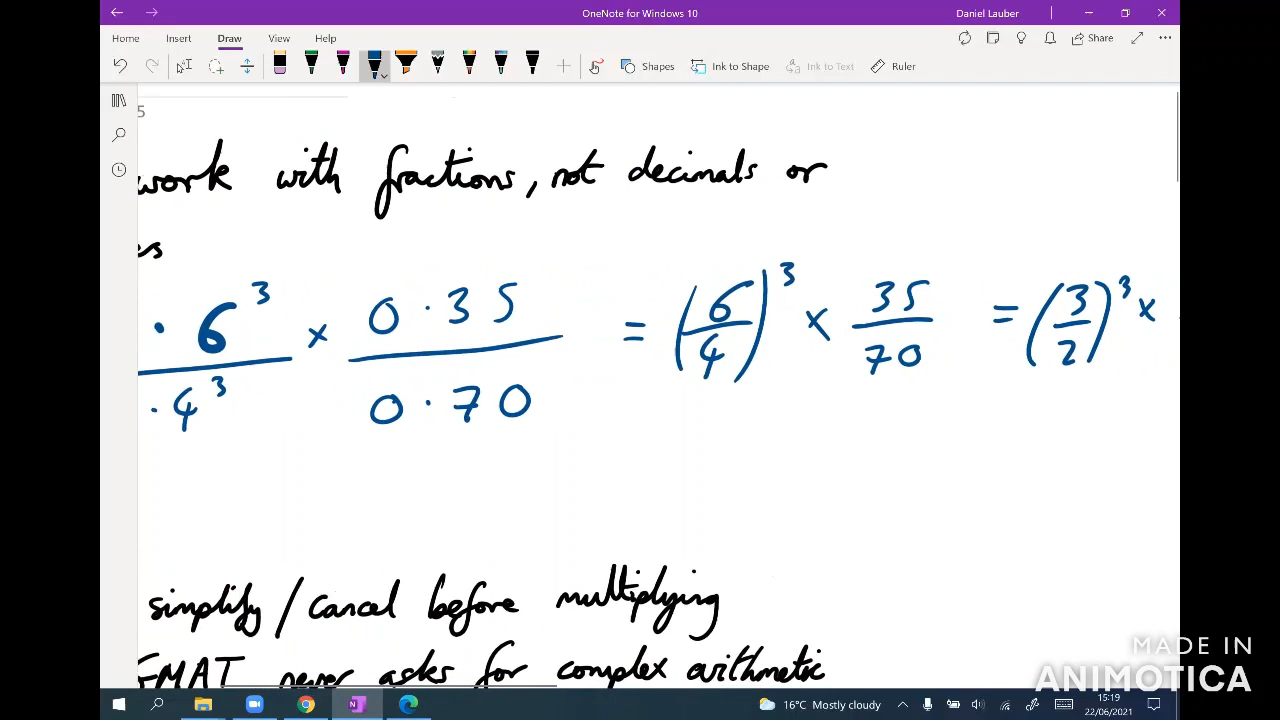 OneNote for Windows 10
Daniel Lauber
Home Insert Draw View Help
Share
Shapes
Ink to Shape
Ink to Text
Ruler
5
work with fractions, not decimals or
es
.6³/.4³ × 0.35/0.70 = (6/4)³ × 35/70 = (3/2)³ ×
simplify / cancel before multiplying
GMAT never asks for complex arithmetic
MADE IN
ANIMOTICA
16°C Mostly cloudy
15:19
22/06/2021